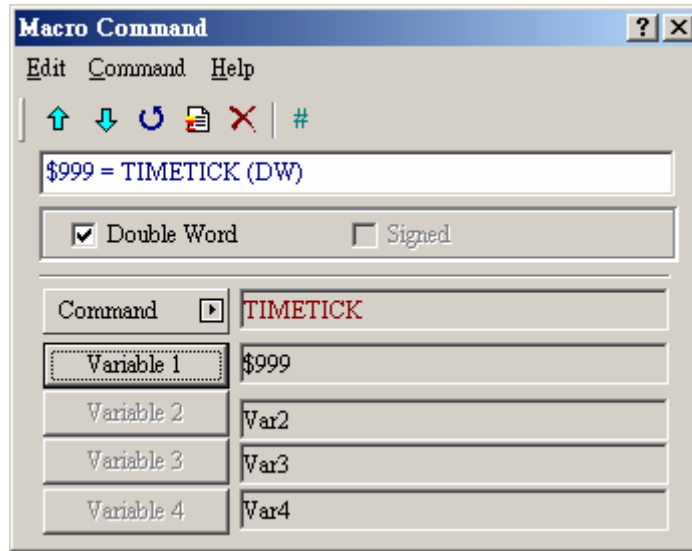 Macro Command
Edit Command Help
#
$999 = TIMETICK (DW)
Double Word Signed
Command TIMETICK
Variable 1 $999
Variable 2 Var2
Variable 3 Var3
Variable 4 Var4